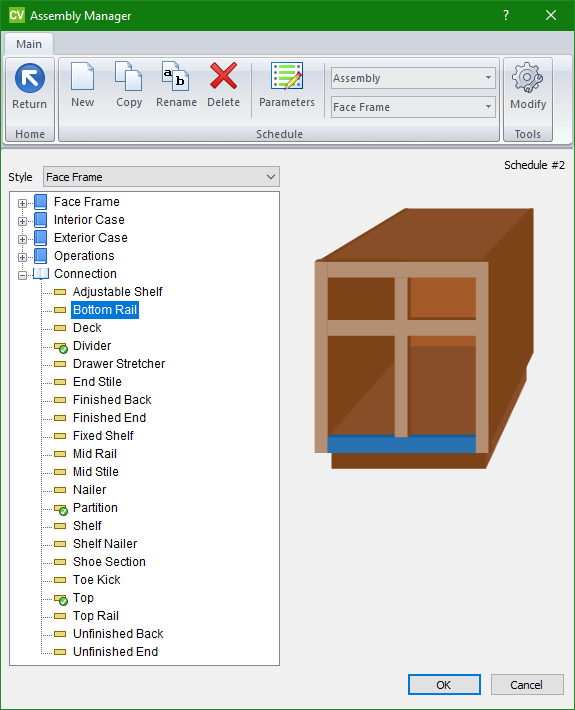 CV Assembly Manager ?
Main
Return
New
Copy
a b
Rename
Delete
Parameters
Assembly
Face Frame
Modify
Home
Schedule
Tools
Schedule #2
Style Face Frame
Face Frame
Interior Case
Exterior Case
Operations
Connection
Adjustable Shelf
Bottom Rail
Deck
Divider
Drawer Stretcher
End Stile
Finished Back
Finished End
Fixed Shelf
Mid Rail
Mid Stile
Nailer
Partition
Shelf
Shelf Nailer
Shoe Section
Toe Kick
Top
Top Rail
Unfinished Back
Unfinished End
OK Cancel